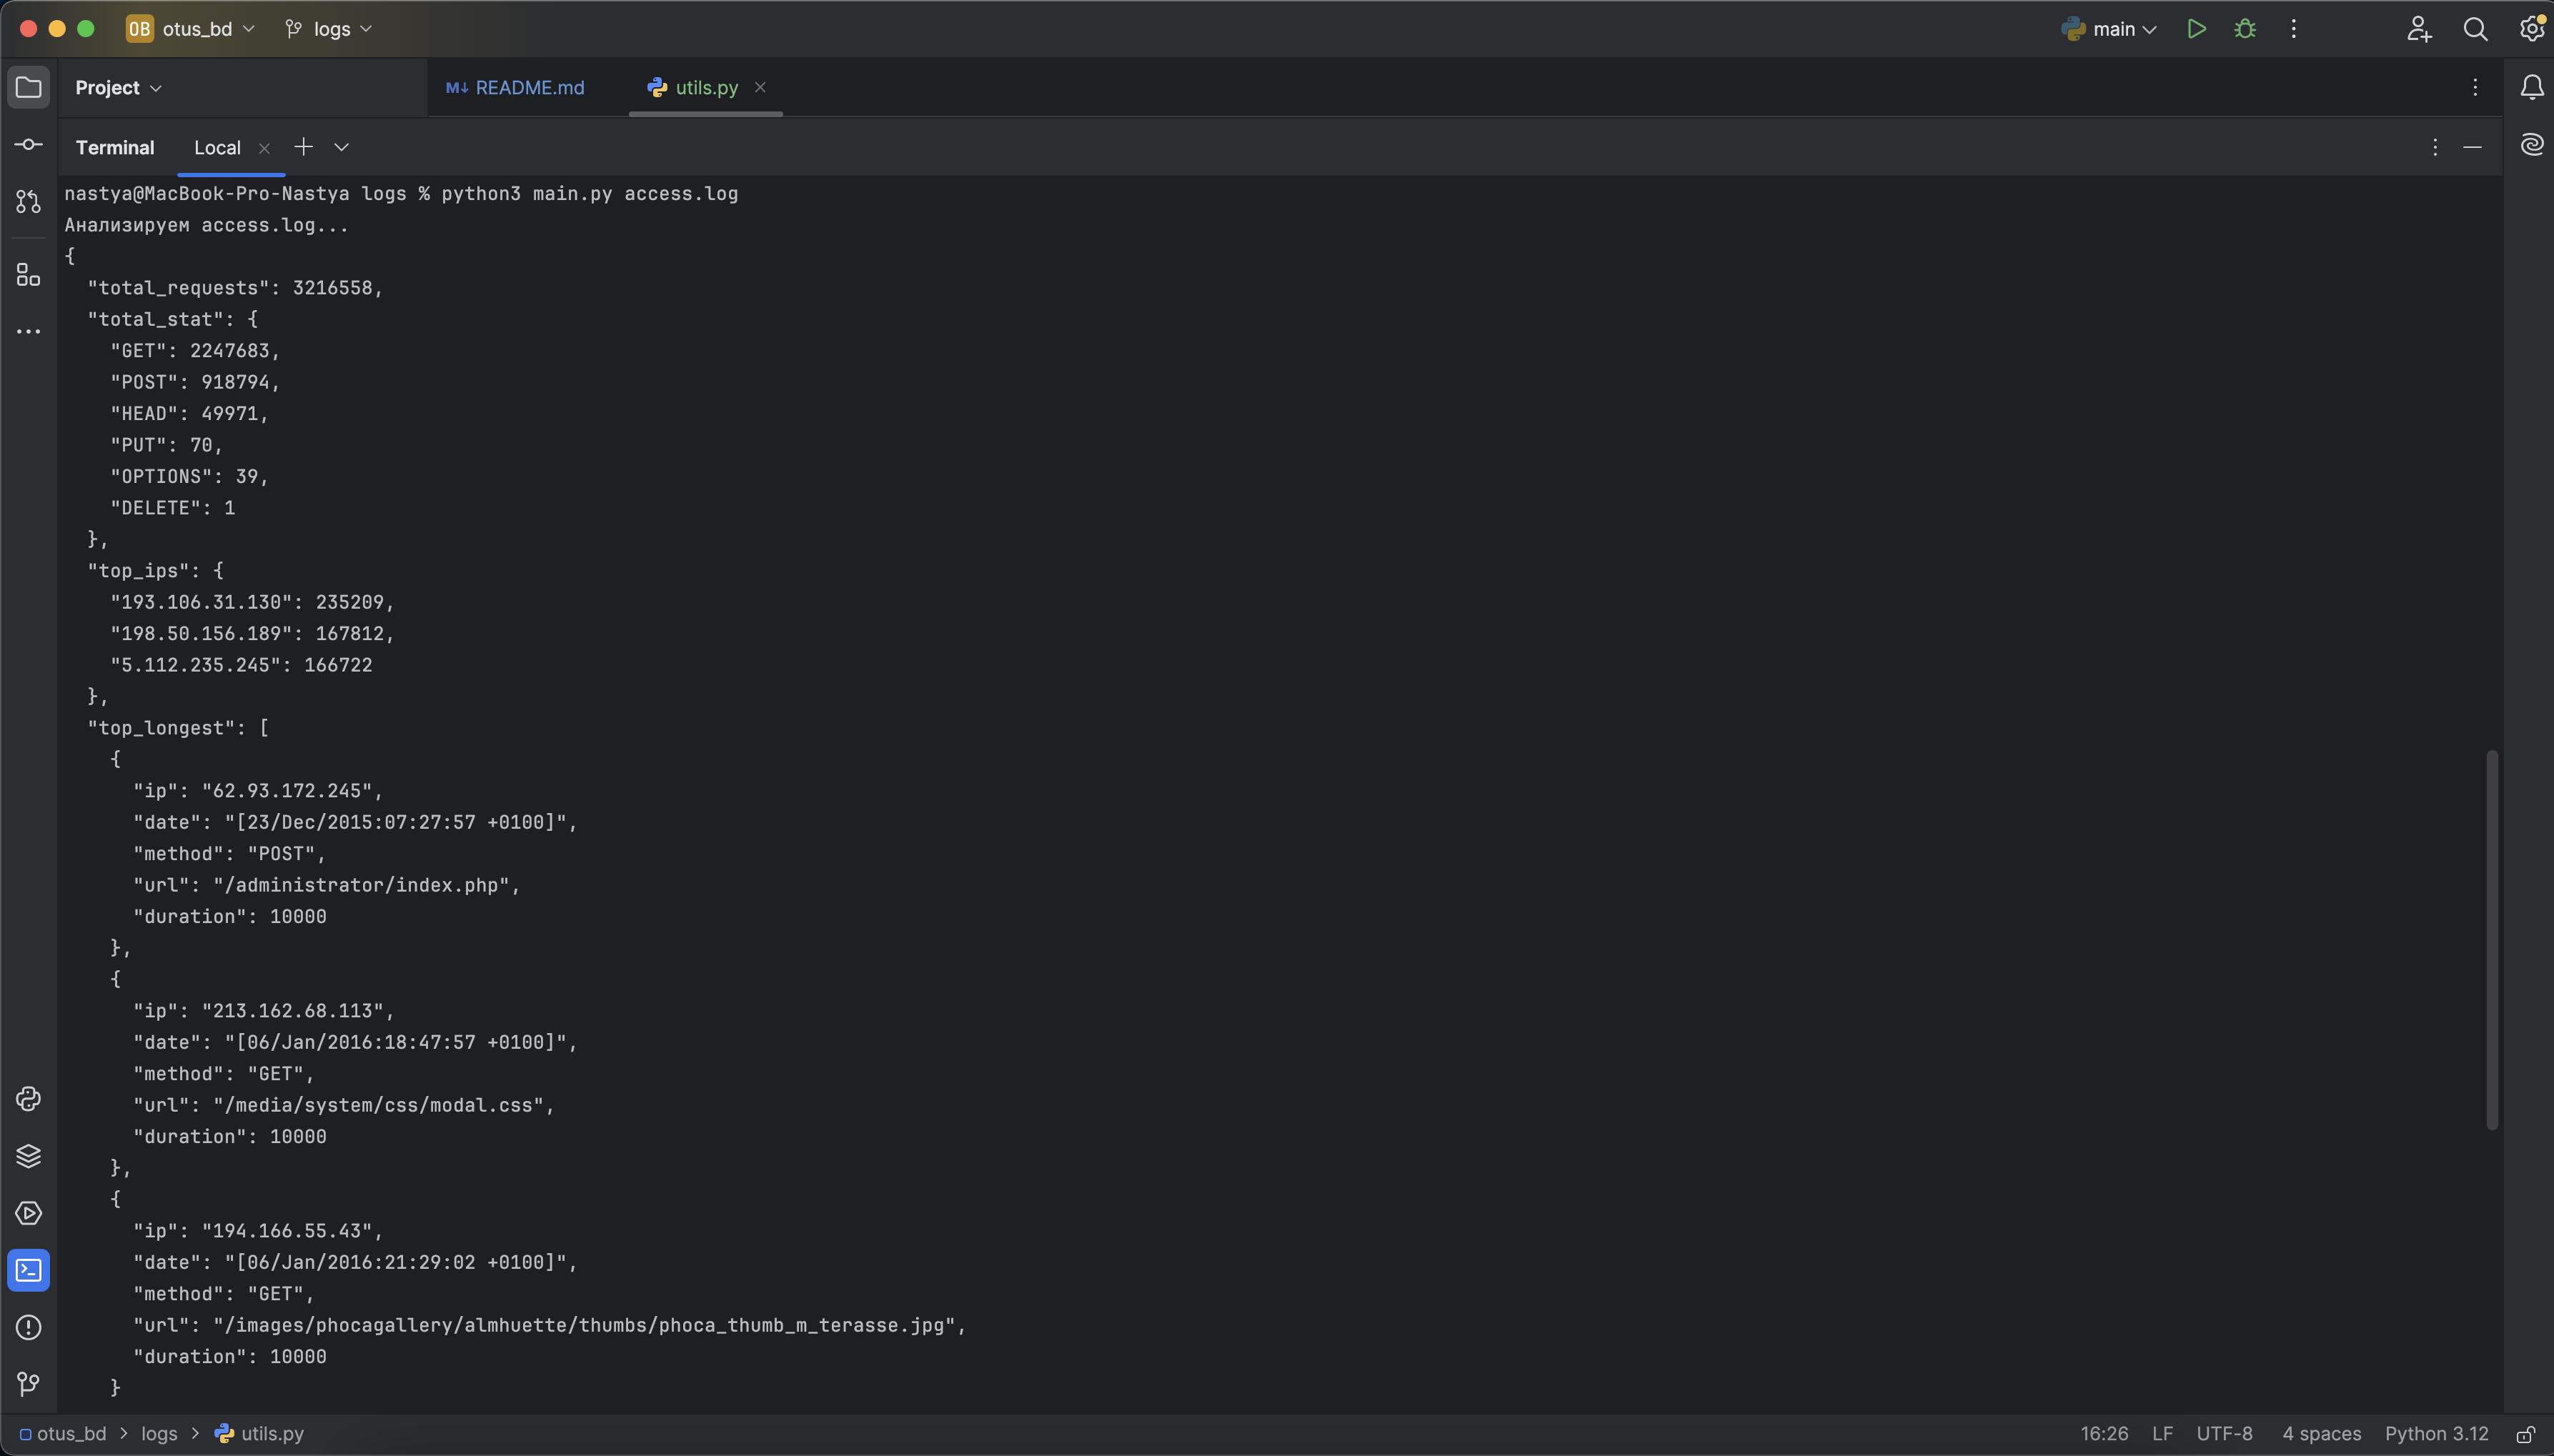 OB otus_bd logs main
Project README.md utils.py
Terminal Local
nastya@MacBook-Pro-Nastya logs % python3 main.py access.log
Анализируем access.log...
{
  "total_requests": 3216558,
  "total_stat": {
    "GET": 2247683,
    "POST": 918794,
    "HEAD": 49971,
    "PUT": 70,
    "OPTIONS": 39,
    "DELETE": 1
  },
  "top_ips": {
    "193.106.31.130": 235209,
    "198.50.156.189": 167812,
    "5.112.235.245": 166722
  },
  "top_longest": [
    {
      "ip": "62.93.172.245",
      "date": "[23/Dec/2015:07:27:57 +0100]",
      "method": "POST",
      "url": "/administrator/index.php",
      "duration": 10000
    },
    {
      "ip": "213.162.68.113",
      "date": "[06/Jan/2016:18:47:57 +0100]",
      "method": "GET",
      "url": "/media/system/css/modal.css",
      "duration": 10000
    },
    {
      "ip": "194.166.55.43",
      "date": "[06/Jan/2016:21:29:02 +0100]",
      "method": "GET",
      "url": "/images/phocagallery/almhuette/thumbs/phoca_thumb_m_terasse.jpg",
      "duration": 10000
    }
otus_bd > logs > utils.py 16:26 LF UTF-8 4 spaces Python 3.12